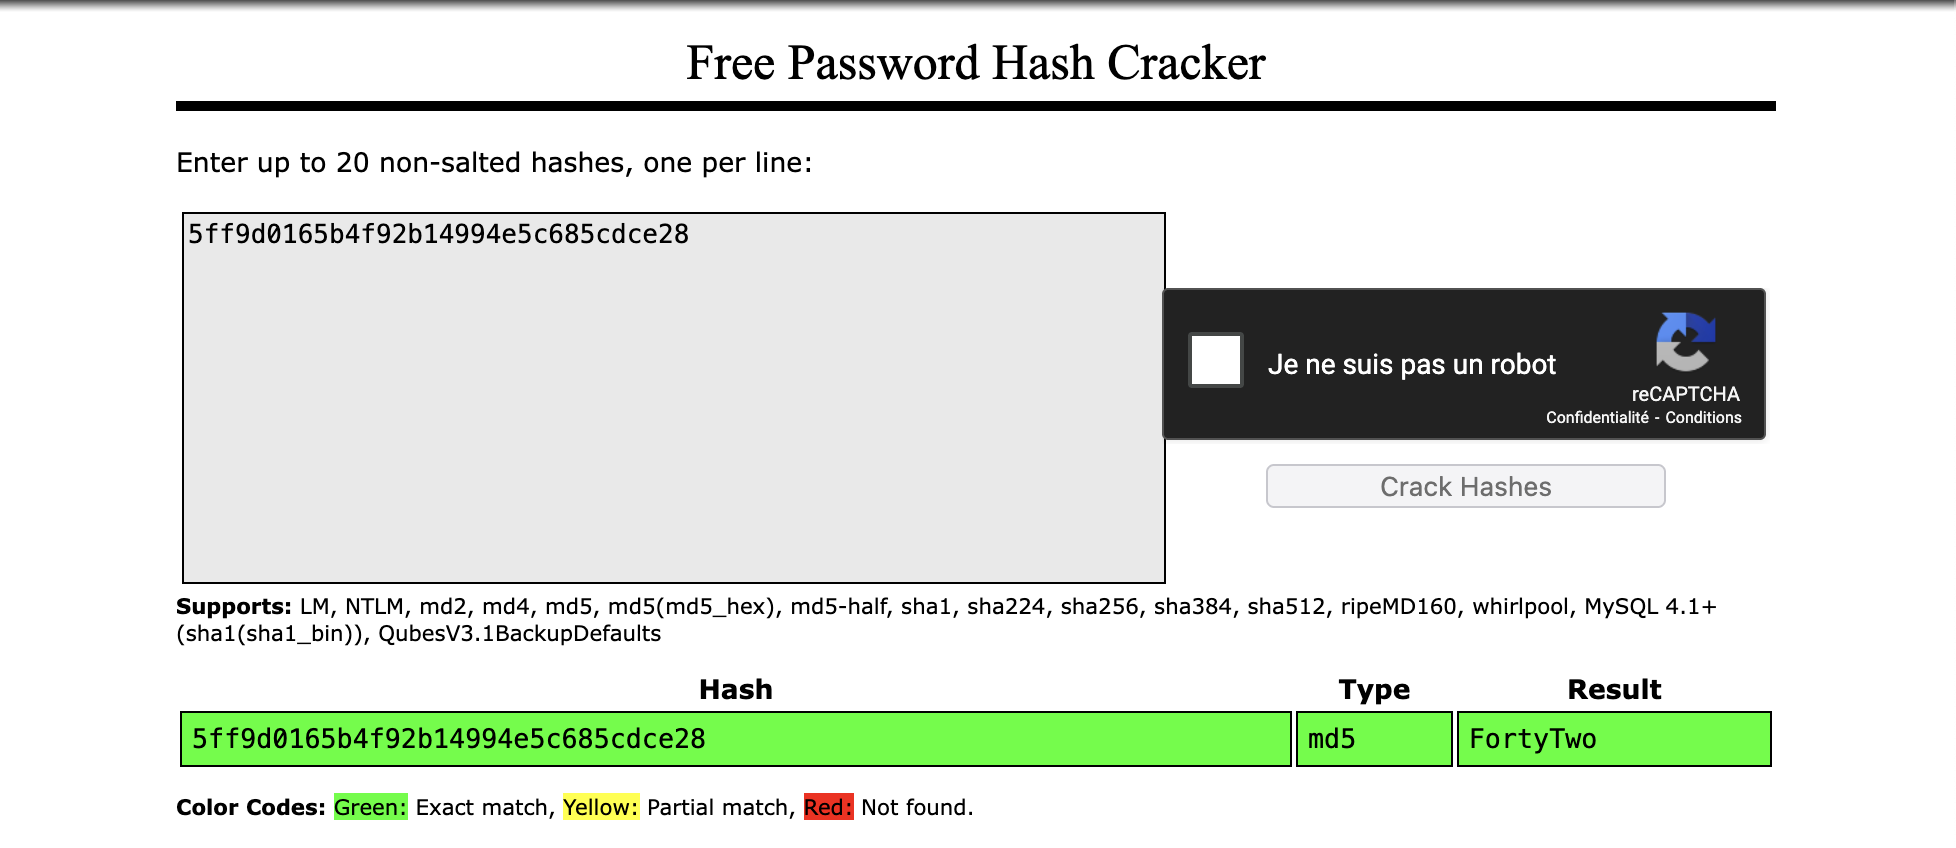 Free Password Hash Cracker
Enter up to 20 non-salted hashes, one per line:
5ff9d0165b4f92b14994e5c685cdce28
Je ne suis pas un robot
reCAPTCHA
Confidentialité - Conditions
Crack Hashes
Supports: LM, NTLM, md2, md4, md5, md5(md5_hex), md5-half, sha1, sha224, sha256, sha384, sha512, ripeMD160, whirlpool, MySQL 4.1+
(sha1(sha1_bin)), QubesV3.1BackupDefaults
Hash Type Result
5ff9d0165b4f92b14994e5c685cdce28 md5 FortyTwo
Color Codes: Green: Exact match, Yellow: Partial match, Red: Not found.